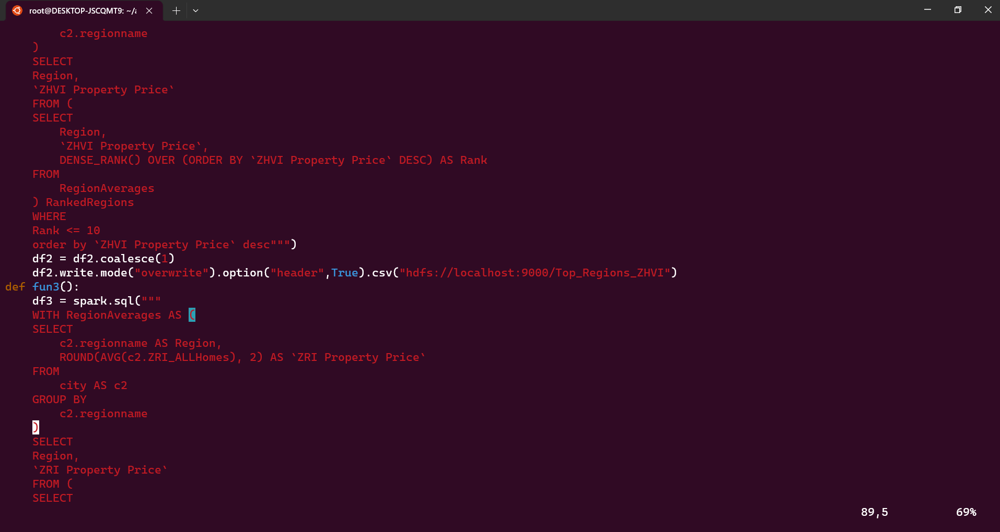 root@DESKTOP-JSCQMT9: ~/a
        c2.regionname
    )
    SELECT
    Region,
    `ZHVI Property Price`
    FROM (
    SELECT
        Region,
        `ZHVI Property Price`,
        DENSE_RANK() OVER (ORDER BY `ZHVI Property Price` DESC) AS Rank
    FROM
        RegionAverages
    ) RankedRegions
    WHERE
    Rank <= 10
    order by `ZHVI Property Price` desc""")
    df2 = df2.coalesce(1)
    df2.write.mode("overwrite").option("header",True).csv("hdfs://localhost:9000/Top_Regions_ZHVI")
def fun3():
    df3 = spark.sql("""
    WITH RegionAverages AS (
    SELECT
        c2.regionname AS Region,
        ROUND(AVG(c2.ZRI_ALLHomes), 2) AS `ZRI Property Price`
    FROM
        city AS c2
    GROUP BY
        c2.regionname
    )
    SELECT
    Region,
    `ZRI Property Price`
    FROM (
    SELECT
89,5 69%